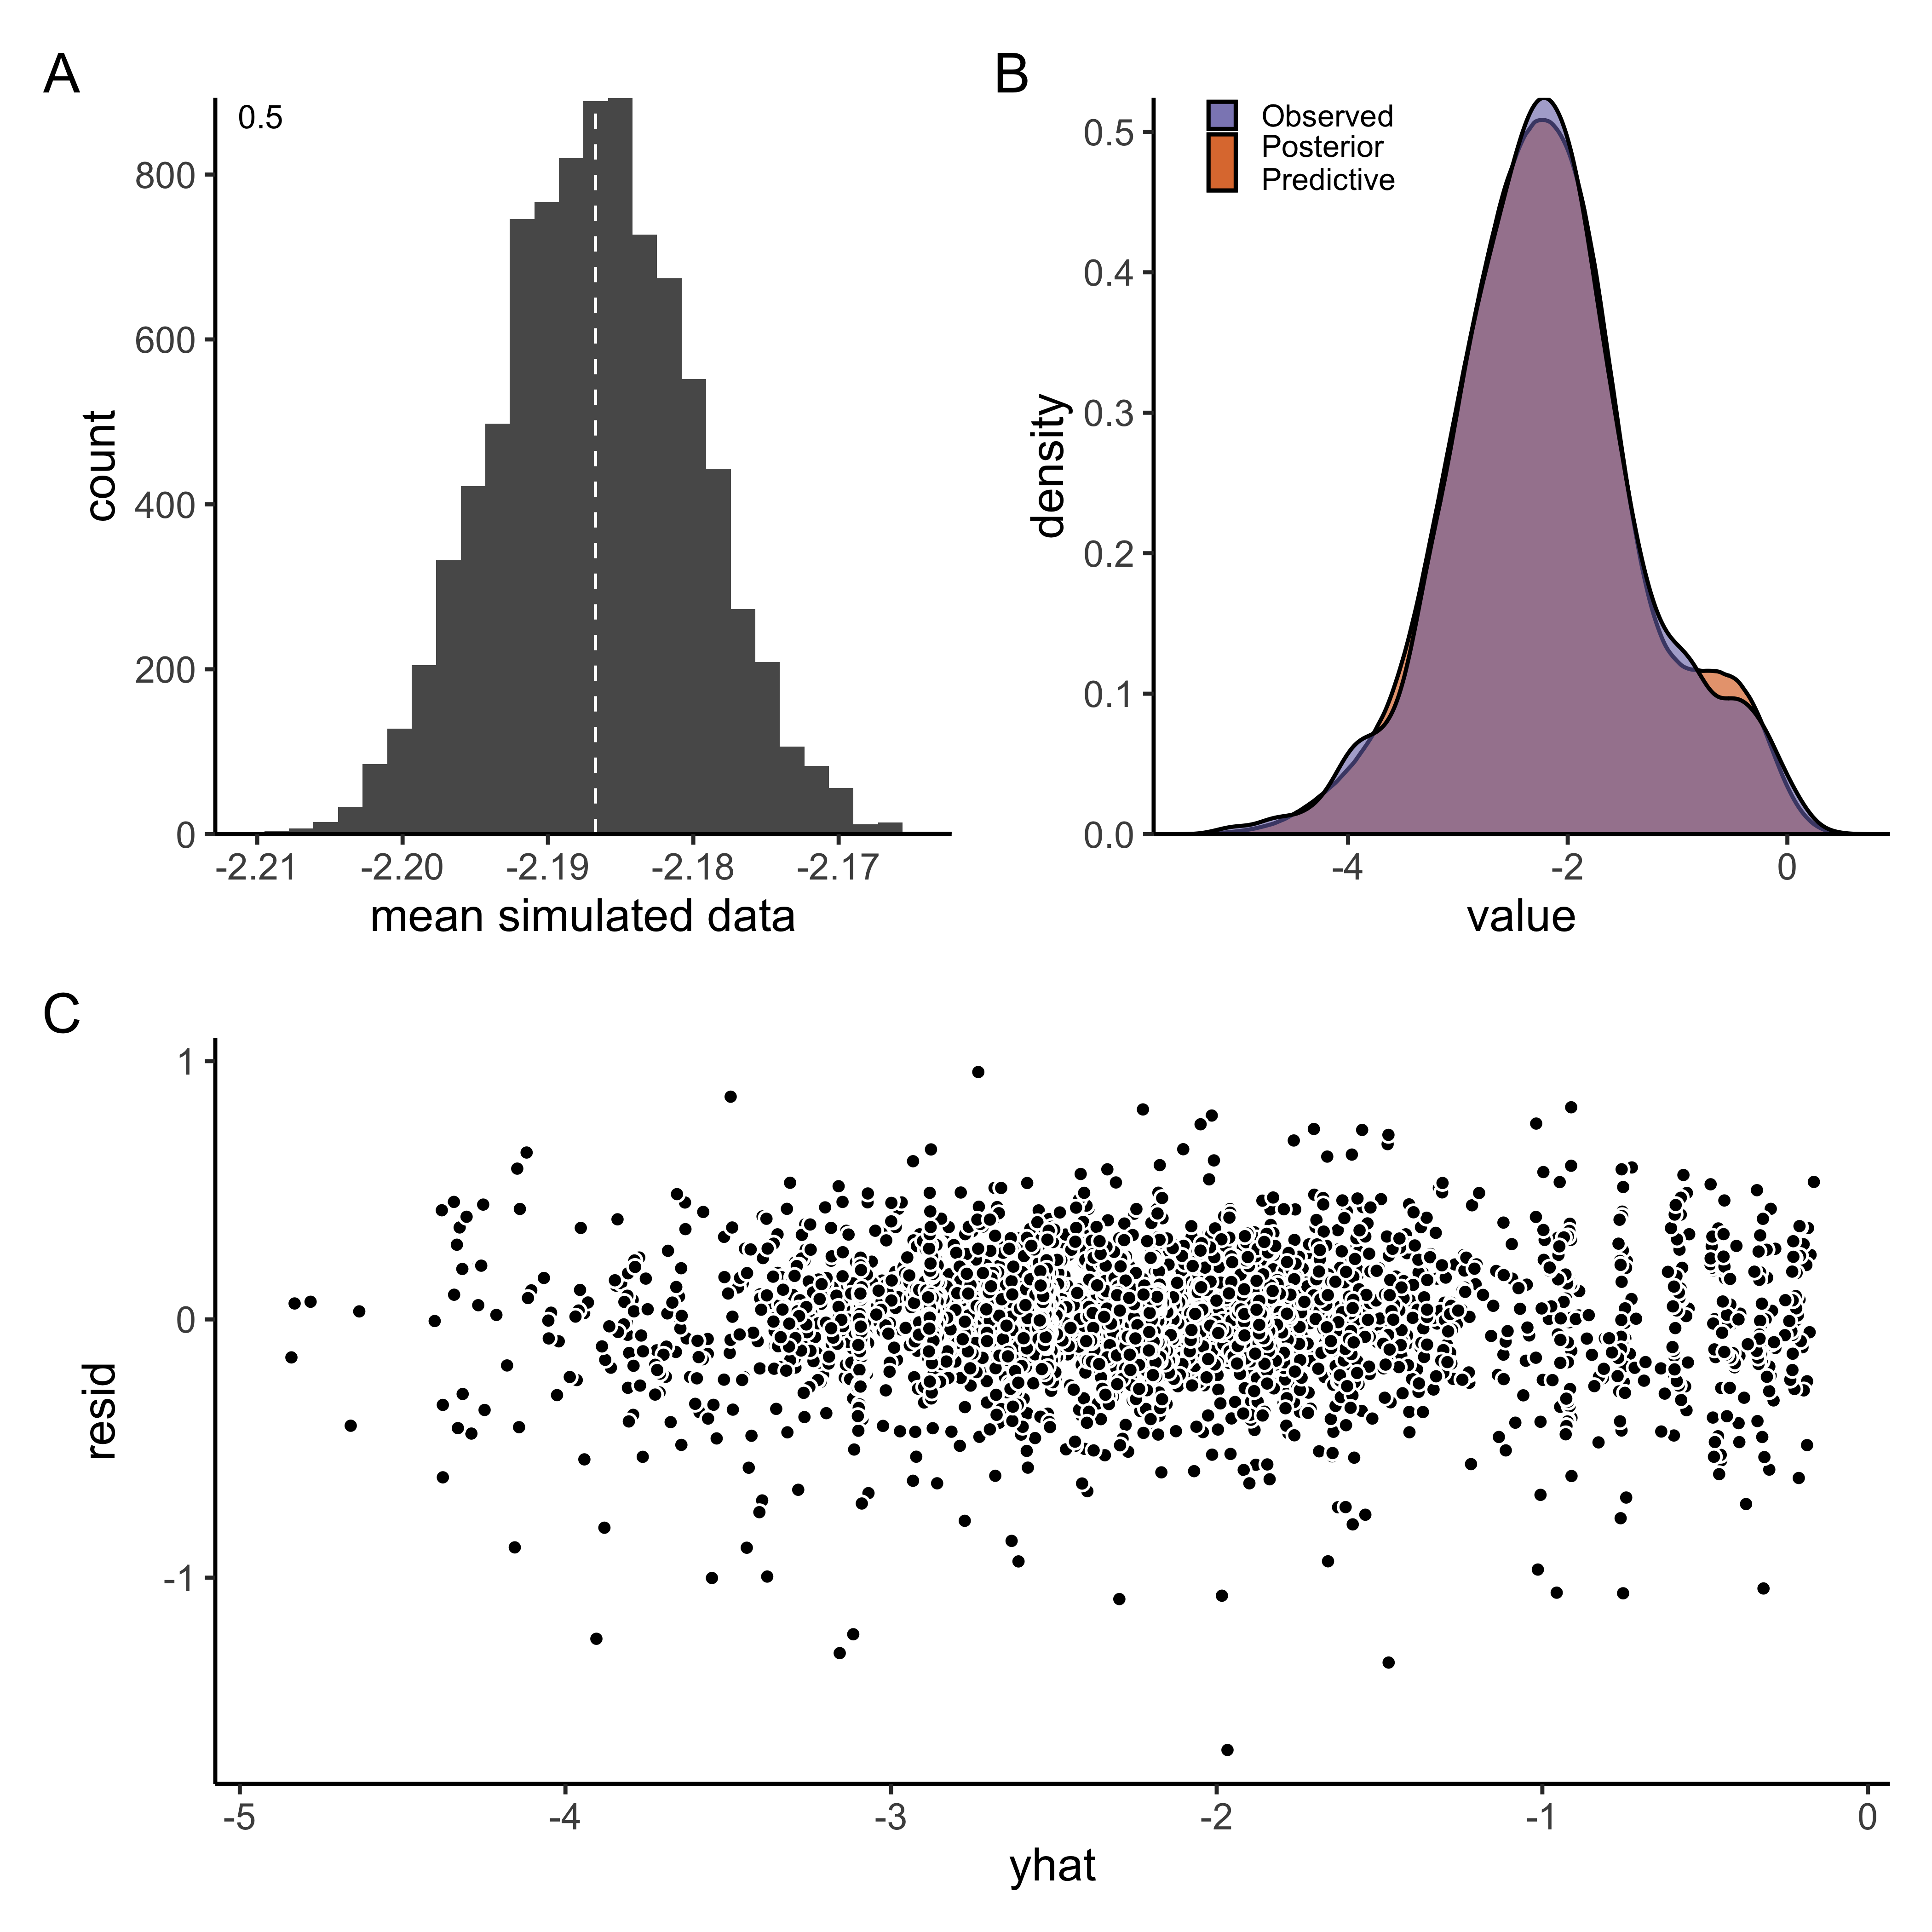 A
0.5
800
600
400
200
0
count
-2.21 -2.20 -2.19 -2.18 -2.17
mean simulated data
B
Observed
Posterior
Predictive
0.5
0.4
0.3
0.2
0.1
0.0
density
-4 -2 0
value
C
1
0
-1
resid
-5 -4 -3 -2 -1 0
yhat